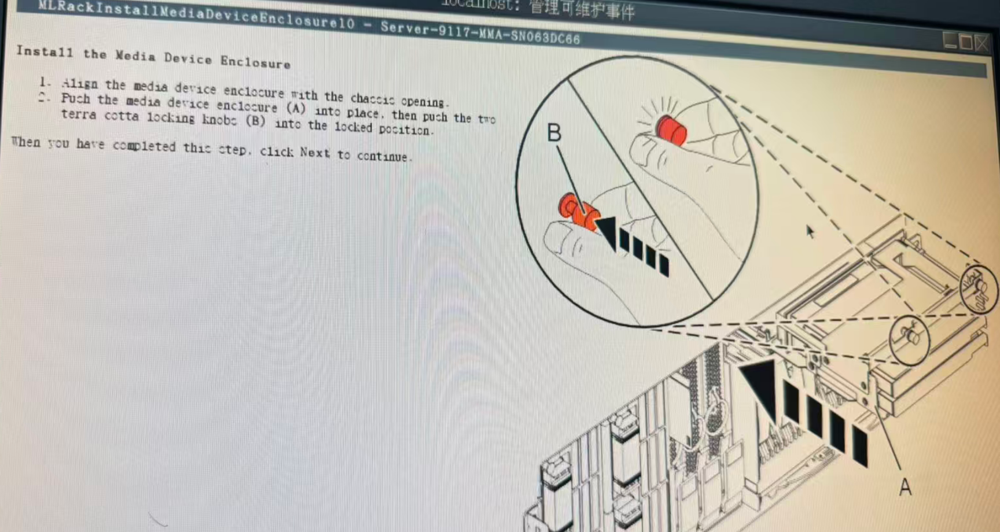 localhost: 管理可维护事件
MLRackInstallMediaDeviceEnclosure10 - Server-9117-MMA-SN063DC66
Install the Media Device Enclosure
1. Align the media device enclosure with the chassis opening.
2. Push the media device enclosure (A) into place, then push the two
terra cotta locking knobs (B) into the locked position.
When you have completed this step, click Next to continue.
B
A